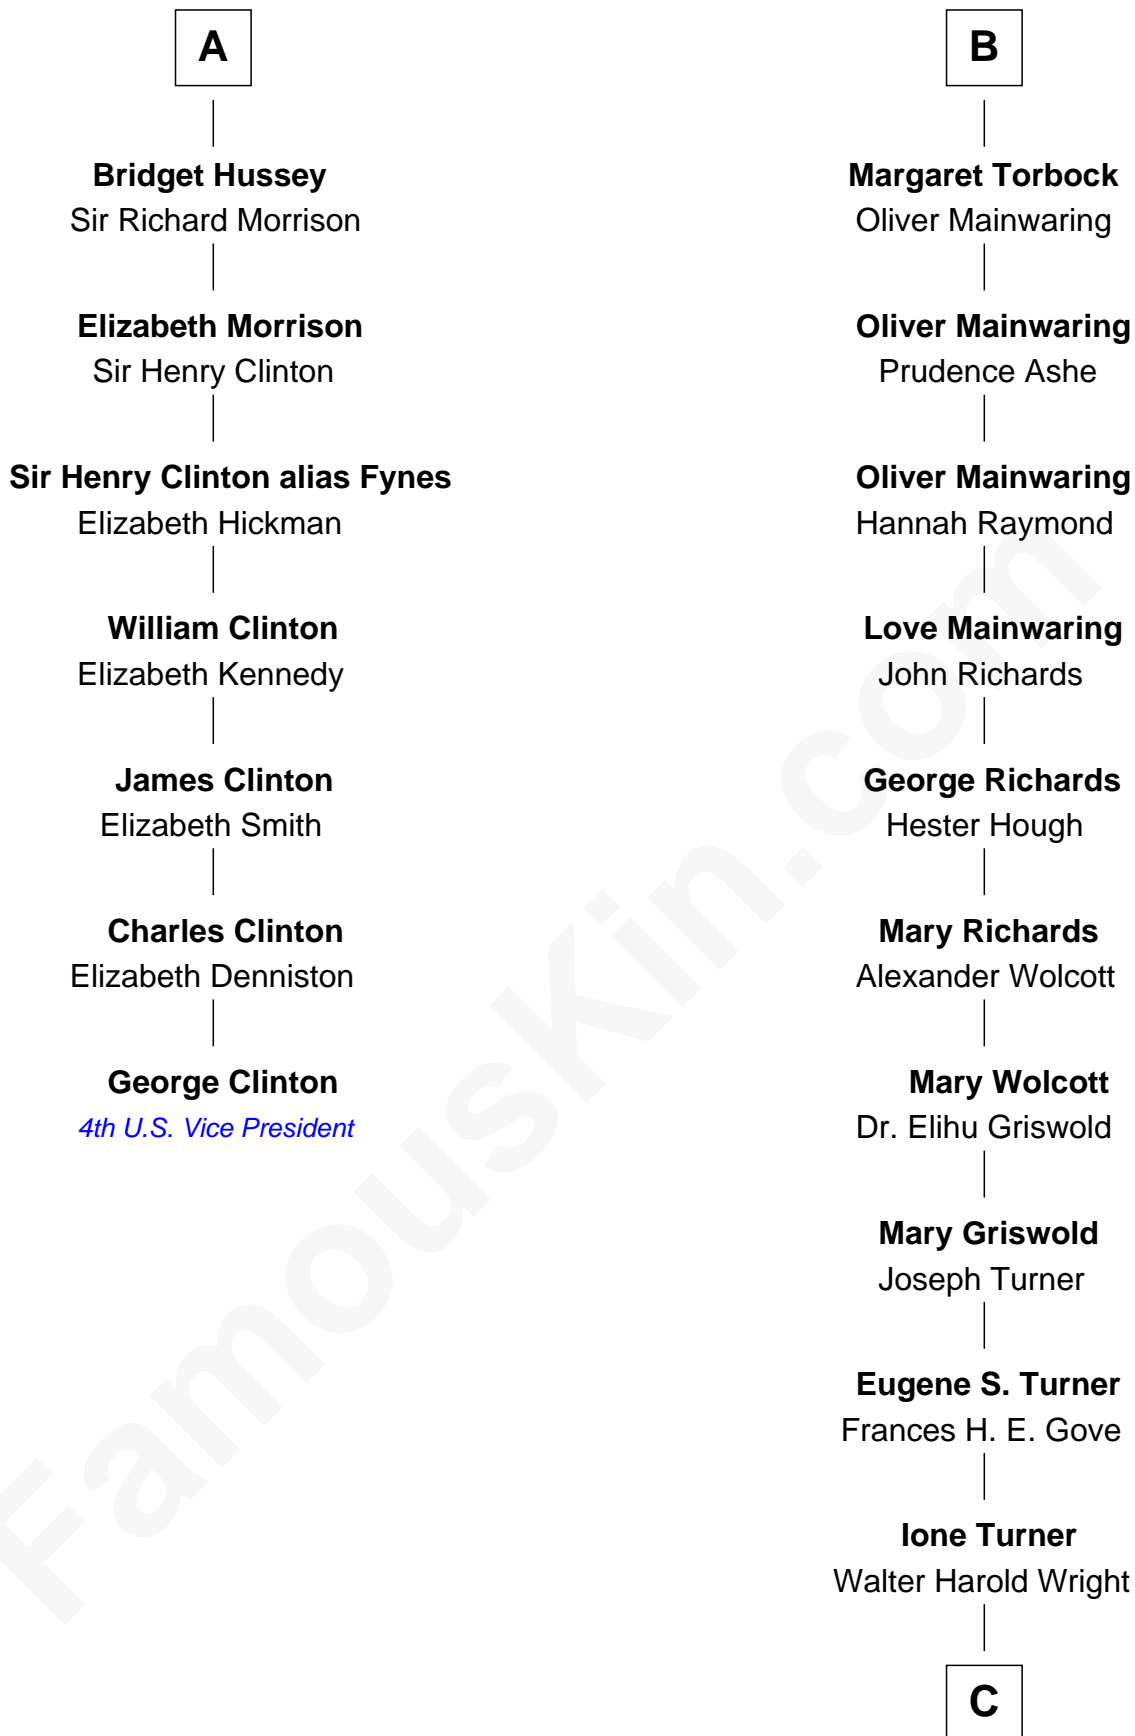 A
Bridget Hussey
Sir Richard Morrison
Elizabeth Morrison
Sir Henry Clinton
Sir Henry Clinton alias Fynes
Elizabeth Hickman
William Clinton
Elizabeth Kennedy
James Clinton
Elizabeth Smith
Charles Clinton
Elizabeth Denniston
George Clinton
4th U.S. Vice President
B
Margaret Torbock
Oliver Mainwaring
Oliver Mainwaring
Prudence Ashe
Oliver Mainwaring
Hannah Raymond
Love Mainwaring
John Richards
George Richards
Hester Hough
Mary Richards
Alexander Wolcott
Mary Wolcott
Dr. Elihu Griswold
Mary Griswold
Joseph Turner
Eugene S. Turner
Frances H. E. Gove
Ione Turner
Walter Harold Wright
C
FamousKin.com